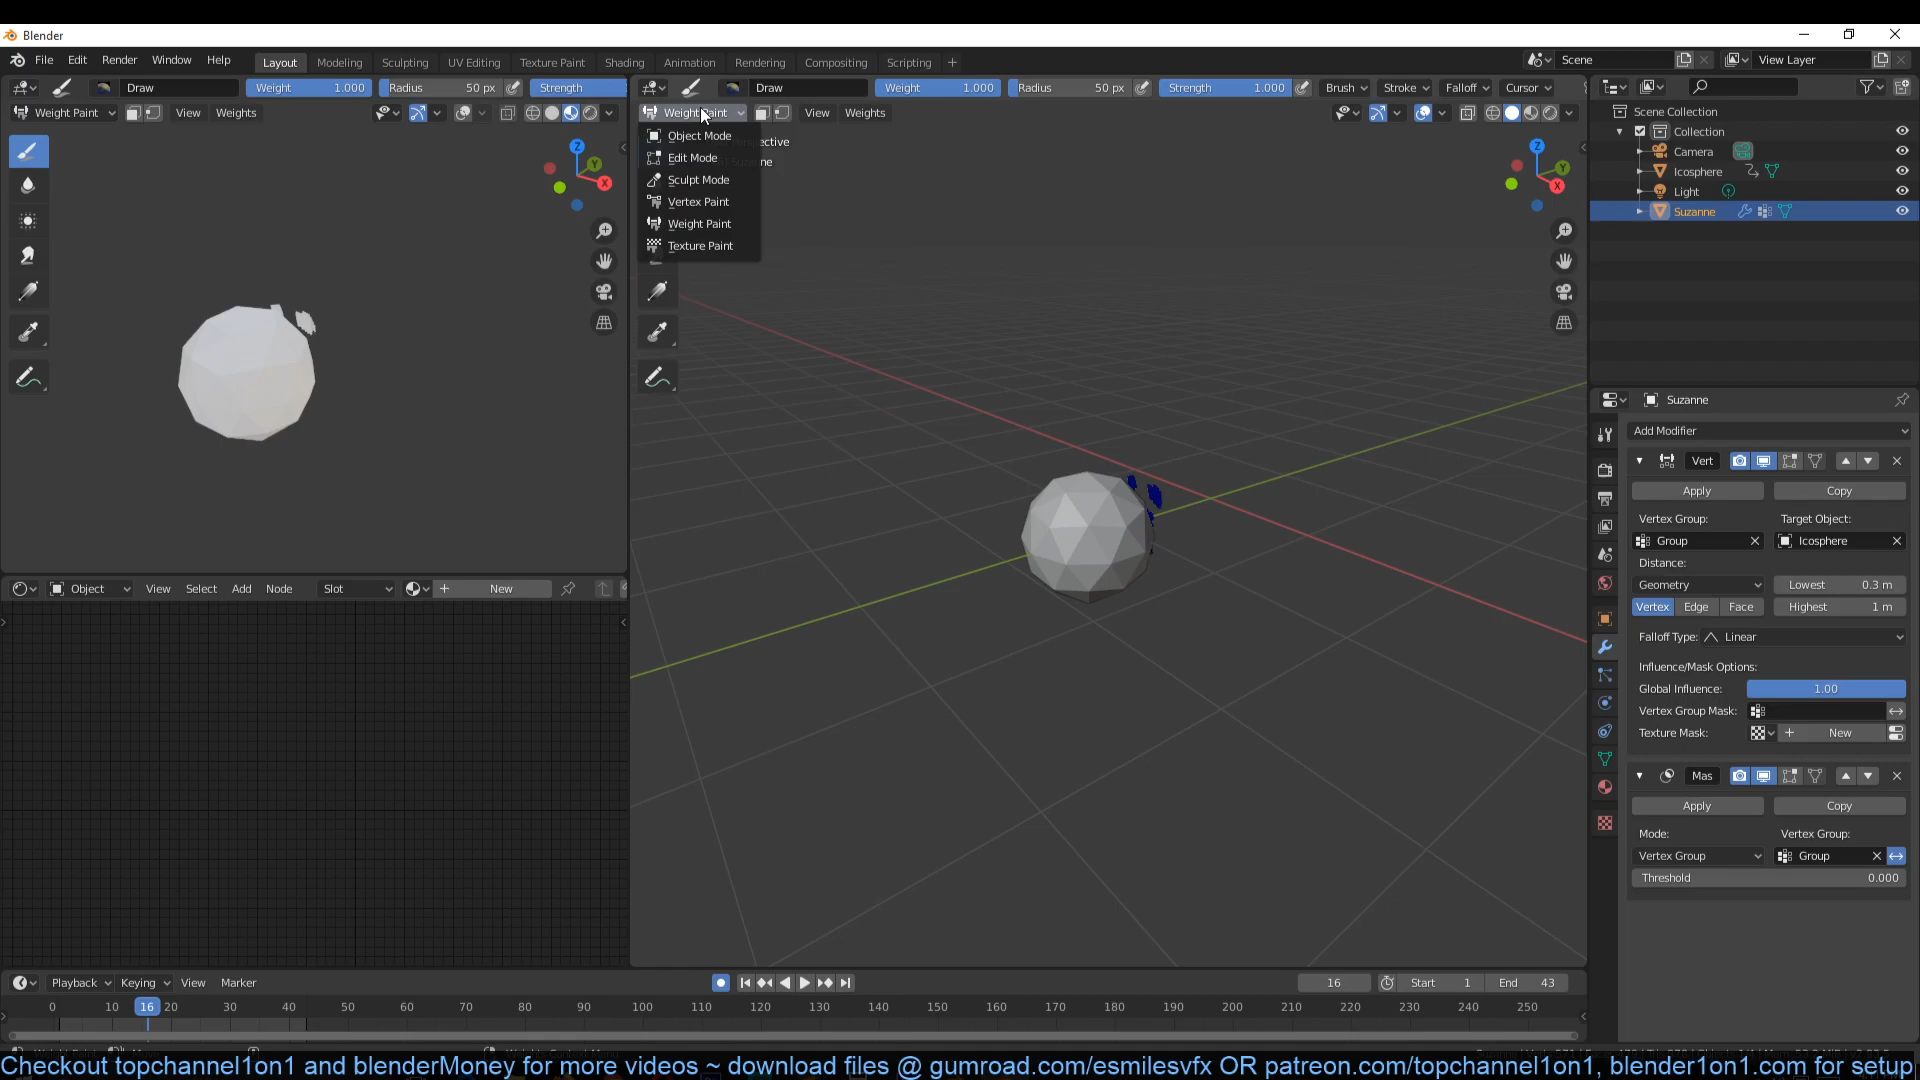 Blender
File Edit Render Window Help Layout Modeling Sculpting UV Editing Texture Paint Shading Animation Rendering Compositing Scripting Scene View Layer
Draw Weight 1.000 Radius 50 px Strength
Draw Weight 1.000 Radius 50 px Strength 1.000 Brush Stroke Falloff Cursor
Weight Paint View Weights
Weight Paint View Weights
Object Mode
Edit Mode
Sculpt Mode
Vertex Paint
Weight Paint
Texture Paint
Scene Collection
Collection
Camera
Icosphere
Light
Suzanne
Suzanne
Add Modifier
Vert
Apply Copy
Vertex Group: Target Object:
Group Icosphere
Distance:
Geometry Lowest 0.3 m
Vertex Edge Face Highest 1 m
Falloff Type: Linear
Influence/Mask Options:
Global Influence: 1.00
Vertex Group Mask:
Texture Mask: New
Mas
Apply Copy
Mode: Vertex Group:
Vertex Group Group
Threshold 0.000
Object View Select Add Node Slot New
Playback Keying View Marker 16 Start 1 End 43
0 10 16 20 30 40 50 60 70 80 90 100 110 120 130 140 150 160 170 180 190 200 210 220 230 240 250
Checkout topchannel1on1 and blenderMoney for more videos ~ download files @ gumroad.com/esmilesvfx OR patreon.com/topchannel1on1, blender1on1.com for setup